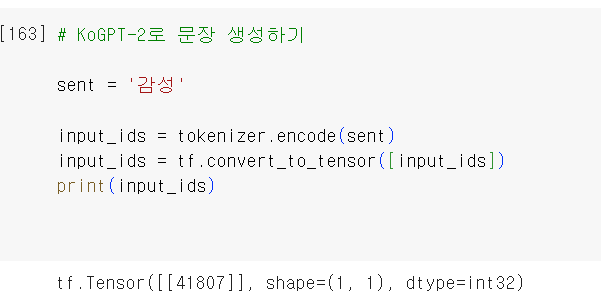 [163] # KoGPT-2로 문장 생성하기
sent = '감성'
input_ids = tokenizer.encode(sent)
input_ids = tf.convert_to_tensor([input_ids])
print(input_ids)
tf.Tensor([[41807]], shape=(1, 1), dtype=int32)